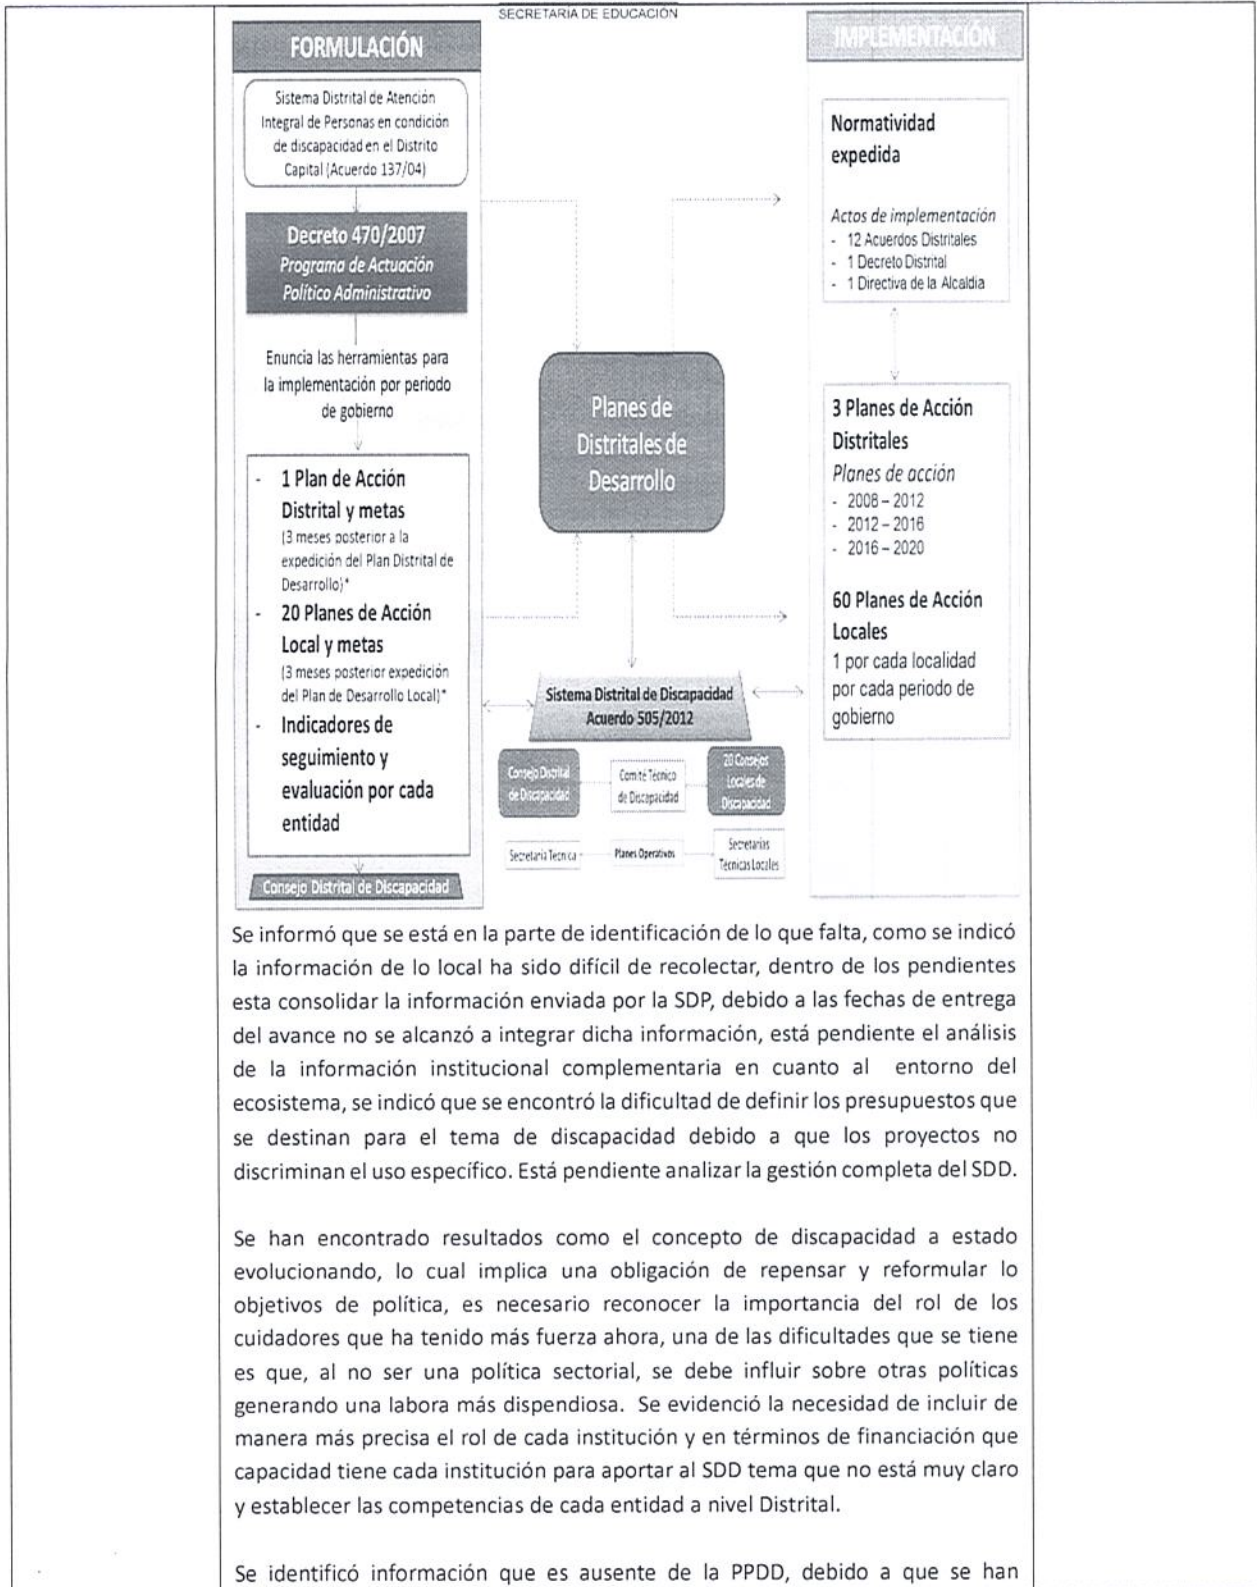 SECRETARIA DE EDUCACIÓN
FORMULACIÓN
Sistema Distrital de Atención
Integral de Personas en condición
de discapacidad en el Distrito
Capital (Acuerdo 137/04)
Decreto 470/2007
Programa de Actuación
Político Administrativo
Enuncia las herramientas para
la implementación por periodo
de gobierno
- 1 Plan de Acción
Distrital y metas
(3 meses posterior a la
expedición del Plan Distrital de
Desarrollo)*
- 20 Planes de Acción
Local y metas
(3 meses posterior expedición
del Plan de Desarrollo Local)*
- Indicadores de
seguimiento y
evaluación por cada
entidad
Consejo Distrital de Discapacidad
Planes de
Distritales de
Desarrollo
Sistema Distrital de Discapacidad
Acuerdo 505/2012
Consejo Distrital
de Discapacidad
Comité Técnico
de Discapacidad
20 Consejos
Locales de
Discapacidad
Secretaría Técnica
Planes Operativos
Secretarías
Técnicas Locales
IMPLEMENTACIÓN
Normatividad
expedida
Actos de implementación
- 12 Acuerdos Distritales
- 1 Decreto Distrital
- 1 Directiva de la Alcaldia
3 Planes de Acción
Distritales
Planes de acción
- 2008 – 2012
- 2012 – 2016
- 2016 – 2020
60 Planes de Acción
Locales
1 por cada localidad
por cada periodo de
gobierno
Se informó que se está en la parte de identificación de lo que falta, como se indicó
la información de lo local ha sido difícil de recolectar, dentro de los pendientes
esta consolidar la información enviada por la SDP, debido a las fechas de entrega
del avance no se alcanzó a integrar dicha información, está pendiente el análisis
de la información institucional complementaria en cuanto al entorno del
ecosistema, se indicó que se encontró la dificultad de definir los presupuestos que
se destinan para el tema de discapacidad debido a que los proyectos no
discriminan el uso específico. Está pendiente analizar la gestión completa del SDD.
Se han encontrado resultados como el concepto de discapacidad a estado
evolucionando, lo cual implica una obligación de repensar y reformular lo
objetivos de política, es necesario reconocer la importancia del rol de los
cuidadores que ha tenido más fuerza ahora, una de las dificultades que se tiene
es que, al no ser una política sectorial, se debe influir sobre otras políticas
generando una labora más dispendiosa. Se evidenció la necesidad de incluir de
manera más precisa el rol de cada institución y en términos de financiación que
capacidad tiene cada institución para aportar al SDD tema que no está muy claro
y establecer las competencias de cada entidad a nivel Distrital.
Se identificó información que es ausente de la PPDD, debido a que se han